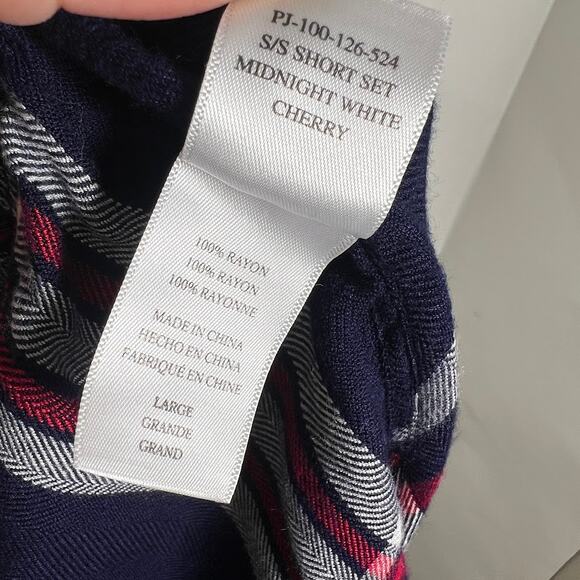 PJ-100-126-524
S/S SHORT SET
MIDNIGHT WHITE
CHERRY
100% RAYON
100% RAYON
100% RAYONNE
MADE IN CHINA
HECHO EN CHINA
FABRIQUÉ EN CHINE
LARGE
GRANDE
GRAND